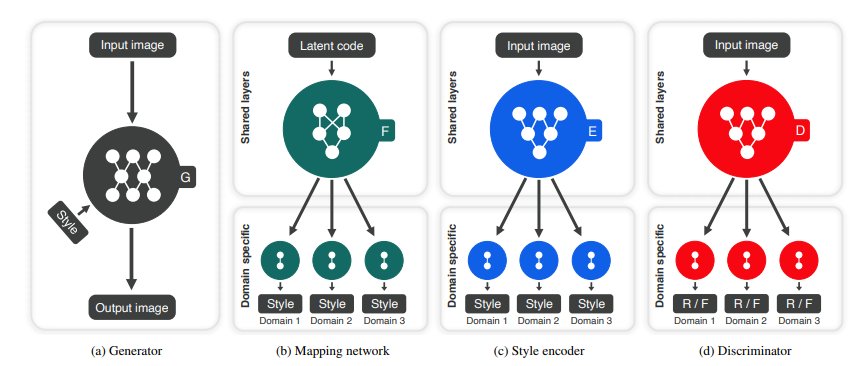 Input image
G
Style
Output image
(a) Generator
Shared layers
Latent code
F
Domain specific
Style Style Style
Domain 1 Domain 2 Domain 3
(b) Mapping network
Shared layers
Input image
E
Domain specific
Style Style Style
Domain 1 Domain 2 Domain 3
(c) Style encoder
Shared layers
Input image
D
Domain specific
R / F R / F R / F
Domain 1 Domain 2 Domain 3
(d) Discriminator